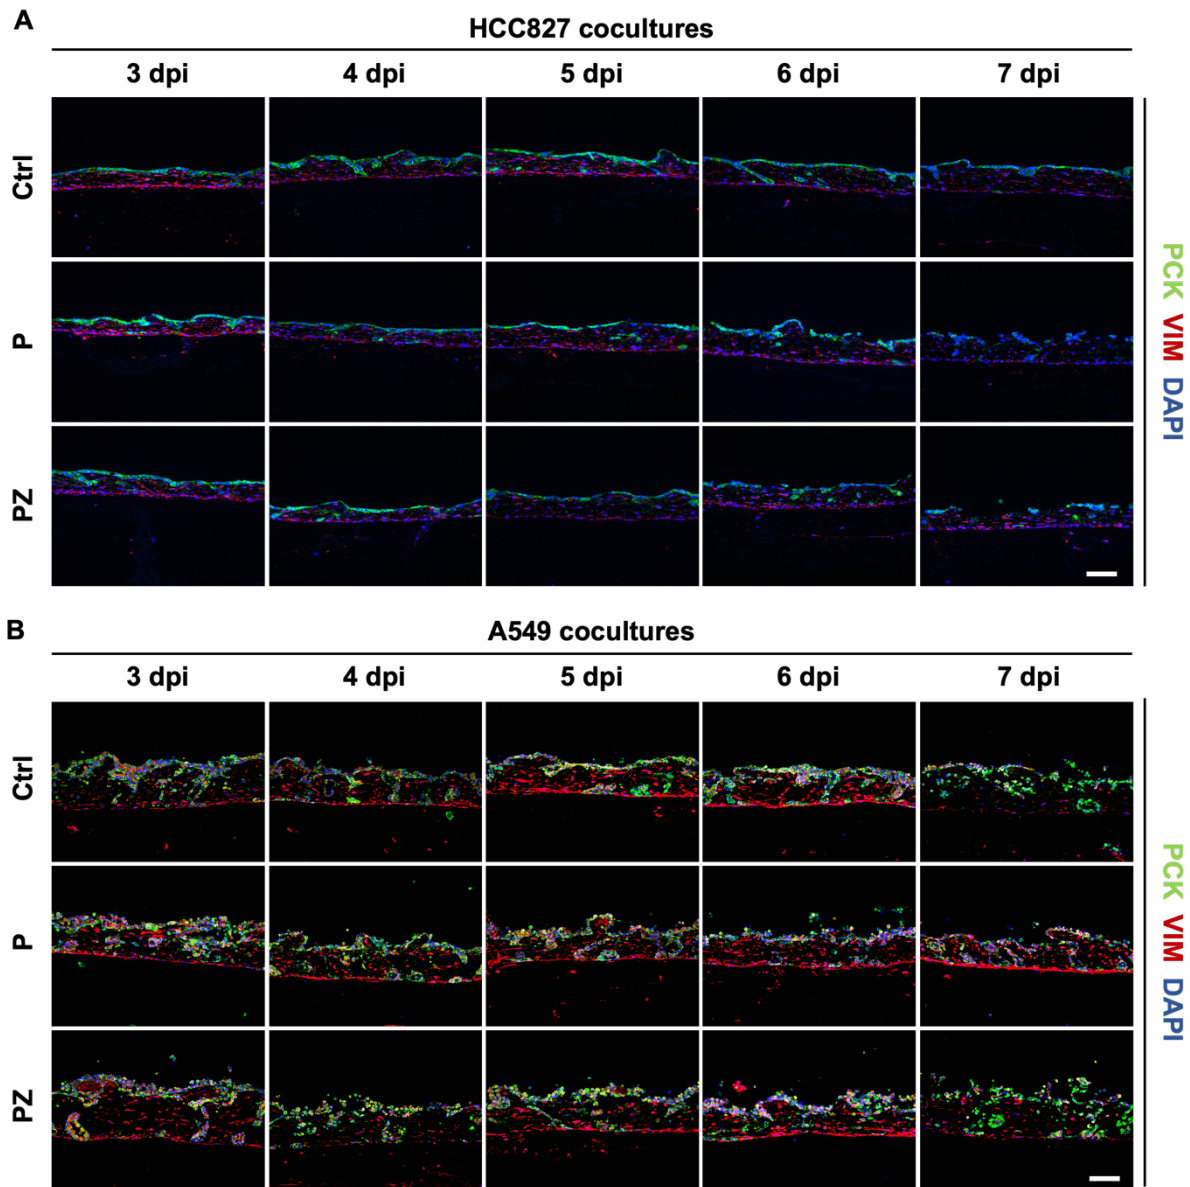 A
HCC827 cocultures
3 dpi 4 dpi 5 dpi 6 dpi 7 dpi
Ctrl
P
PZ
PCK VIM DAPI
B
A549 cocultures
3 dpi 4 dpi 5 dpi 6 dpi 7 dpi
Ctrl
P
PZ
PCK VIM DAPI